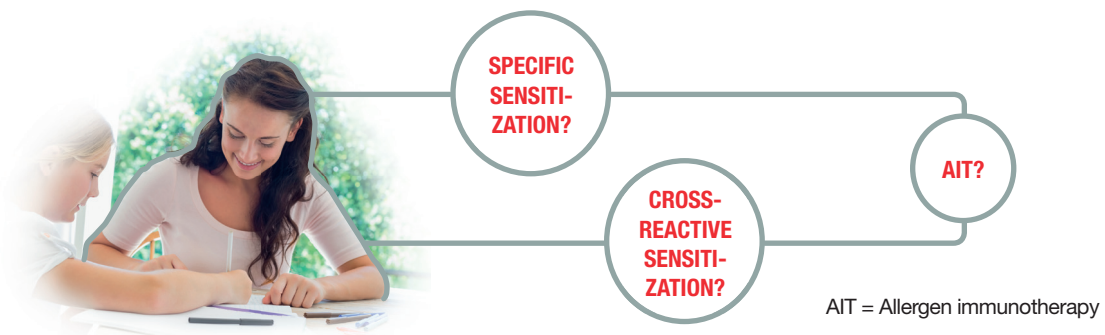 SPECIFIC
SENSITI-
ZATION?
CROSS-
REACTIVE
SENSITI-
ZATION?
AIT?
AIT = Allergen immunotherapy